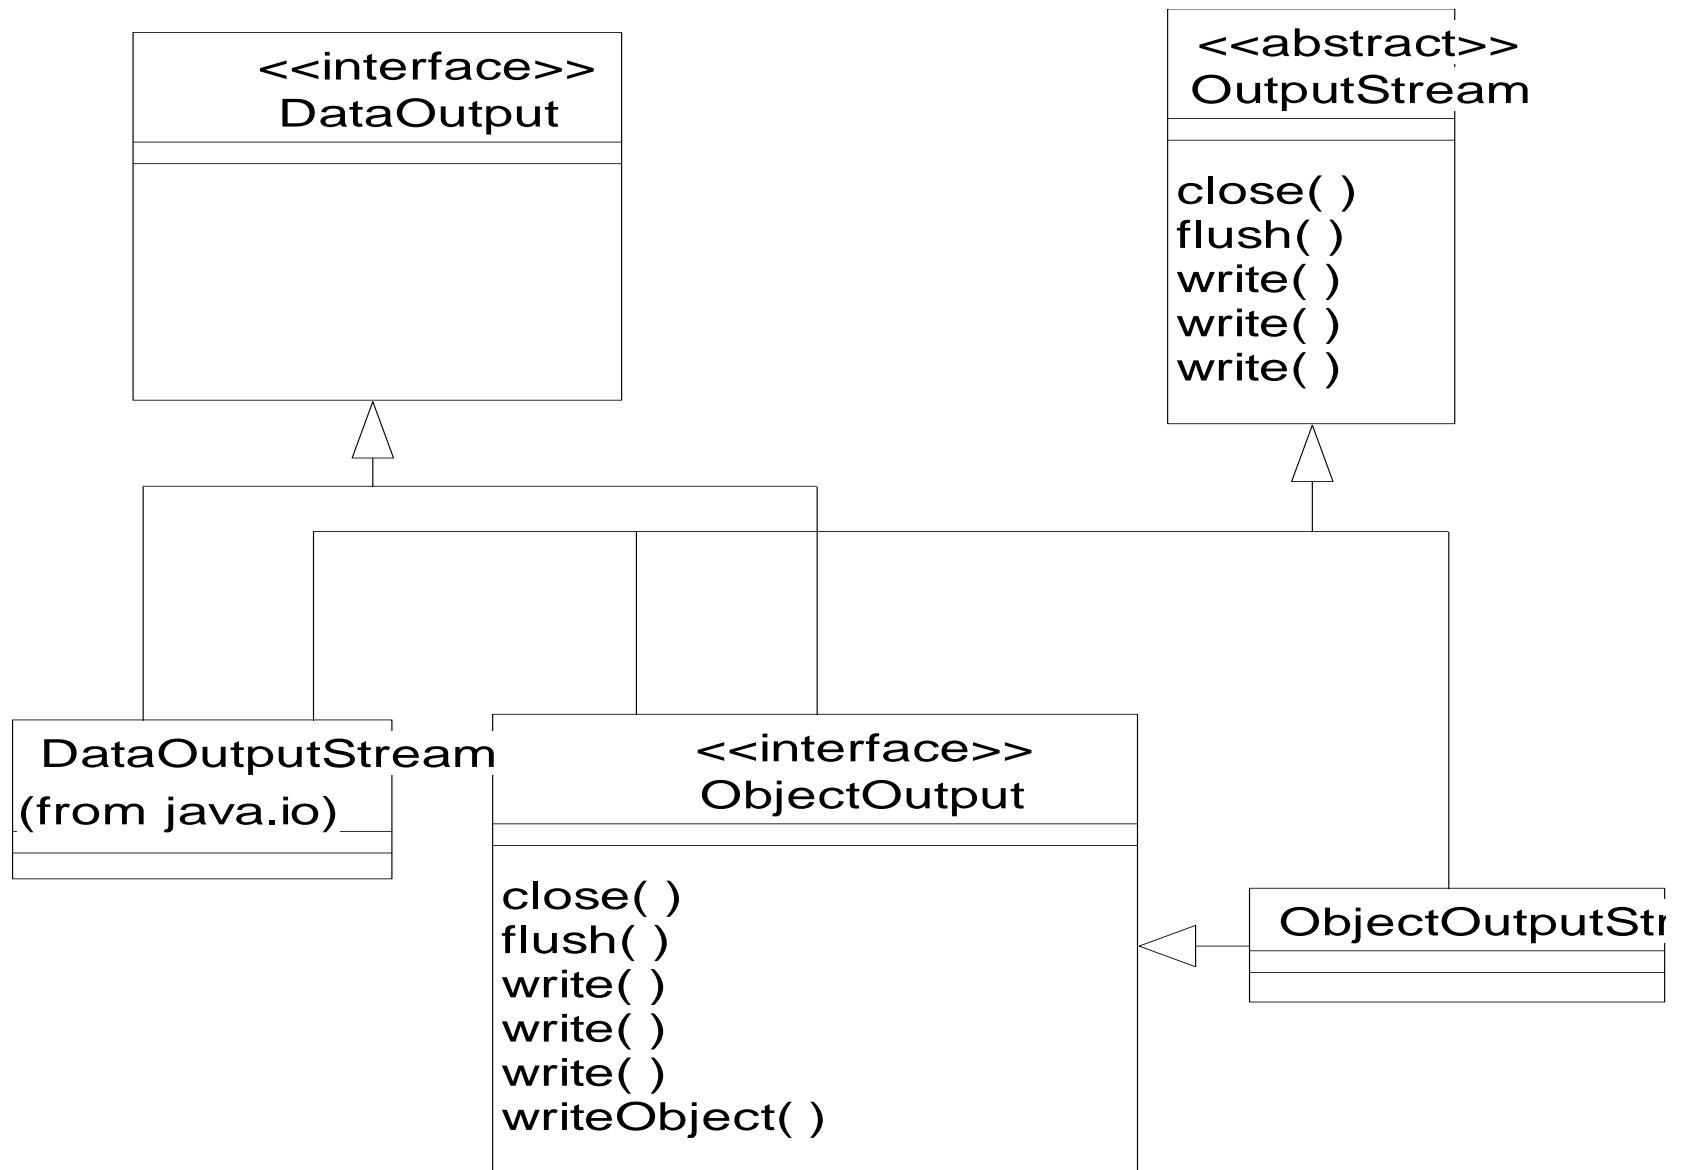 <<interface>>
DataOutput
<<abstract>>
OutputStream
close( )
flush( )
write( )
write( )
write( )
DataOutputStream
(from java.io)
<<interface>>
ObjectOutput
close( )
flush( )
write( )
write( )
write( )
writeObject( )
ObjectOutputStr